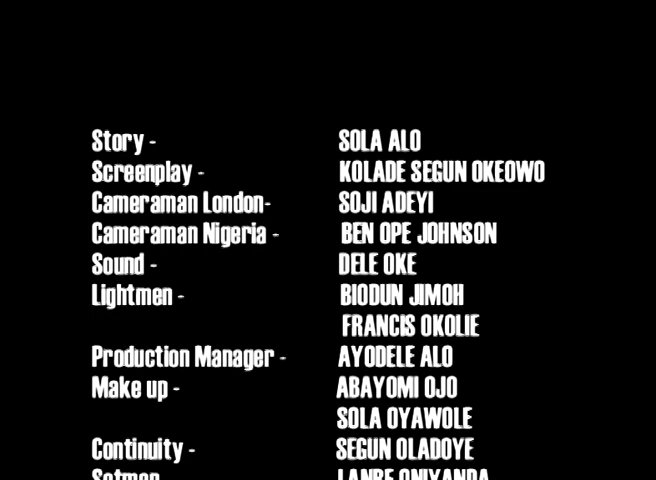 Story - SOLA ALO
Screenplay - KOLADE SEGUN OKEOWO
Cameraman London- SOJI ADEYI
Cameraman Nigeria - BEN OPE JOHNSON
Sound - DELE OKE
Lightmen - BIODUN JIMOH
FRANCIS OKOLIE
Production Manager - AYODELE ALO
Make up - ABAYOMI OJO
SOLA OYAWOLE
Continuity - SEGUN OLADOYE
Setmen LANRE ONIYANDA